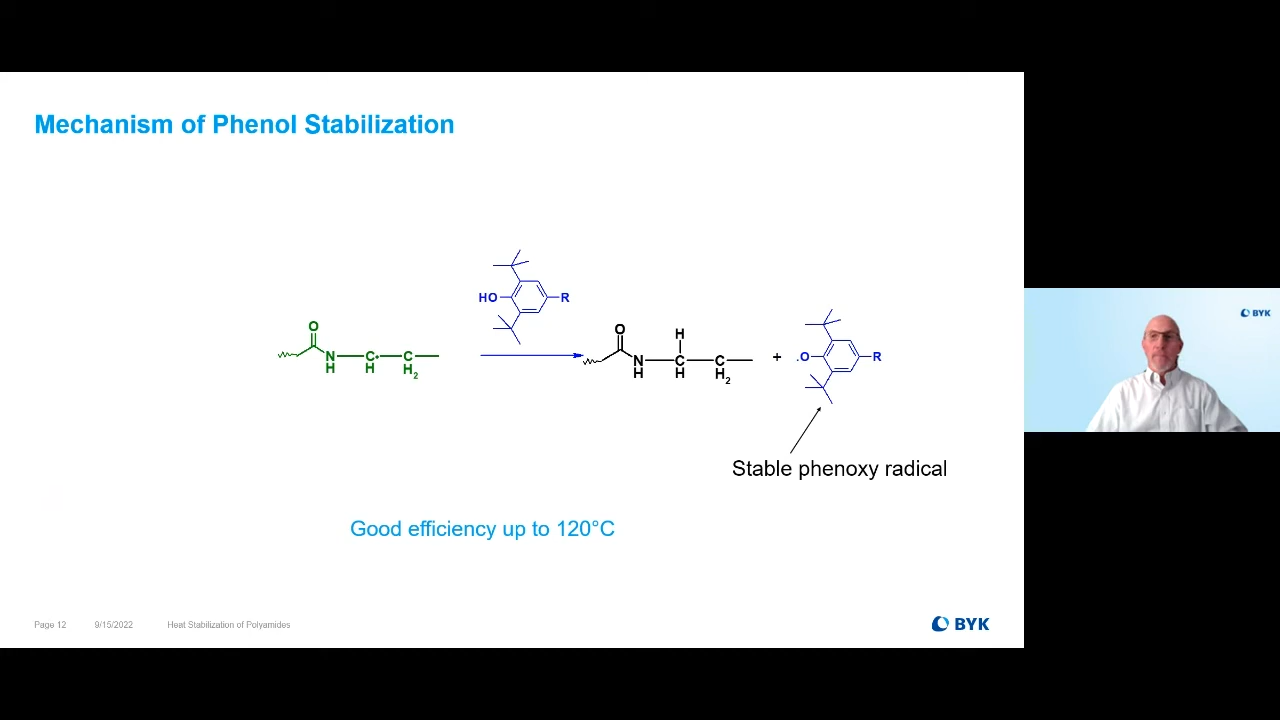 Mechanism of Phenol Stabilization
HO R
O
N H C• H C H2
O
N H H C H C H2
+
.O R
Stable phenoxy radical
Good efficiency up to 120°C
Page 12 9/15/2022 Heat Stabilization of Polyamides
BYK
BYK